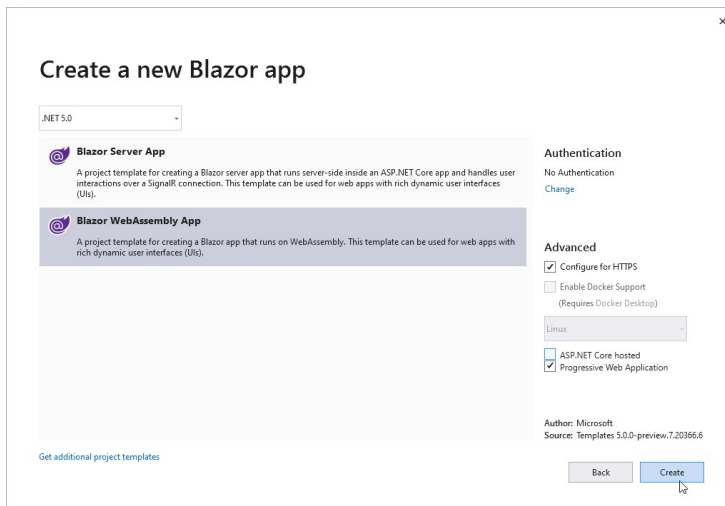 Create a new Blazor app
.NET 5.0
Blazor Server App
A project template for creating a Blazor server app that runs server-side inside an ASP.NET Core app and handles user
interactions over a SignalR connection. This template can be used for web apps with rich dynamic user interfaces
(UIs).
Blazor WebAssembly App
A project template for creating a Blazor app that runs on WebAssembly. This template can be used for web apps with
rich dynamic user interfaces (UIs).
Authentication
No Authentication
Change
Advanced
Configure for HTTPS
Enable Docker Support
(Requires Docker Desktop)
Linux
ASP.NET Core hosted
Progressive Web Application
Author: Microsoft
Source: Templates 5.0.0-preview.7.20366.6
Get additional project templates
Back
Create